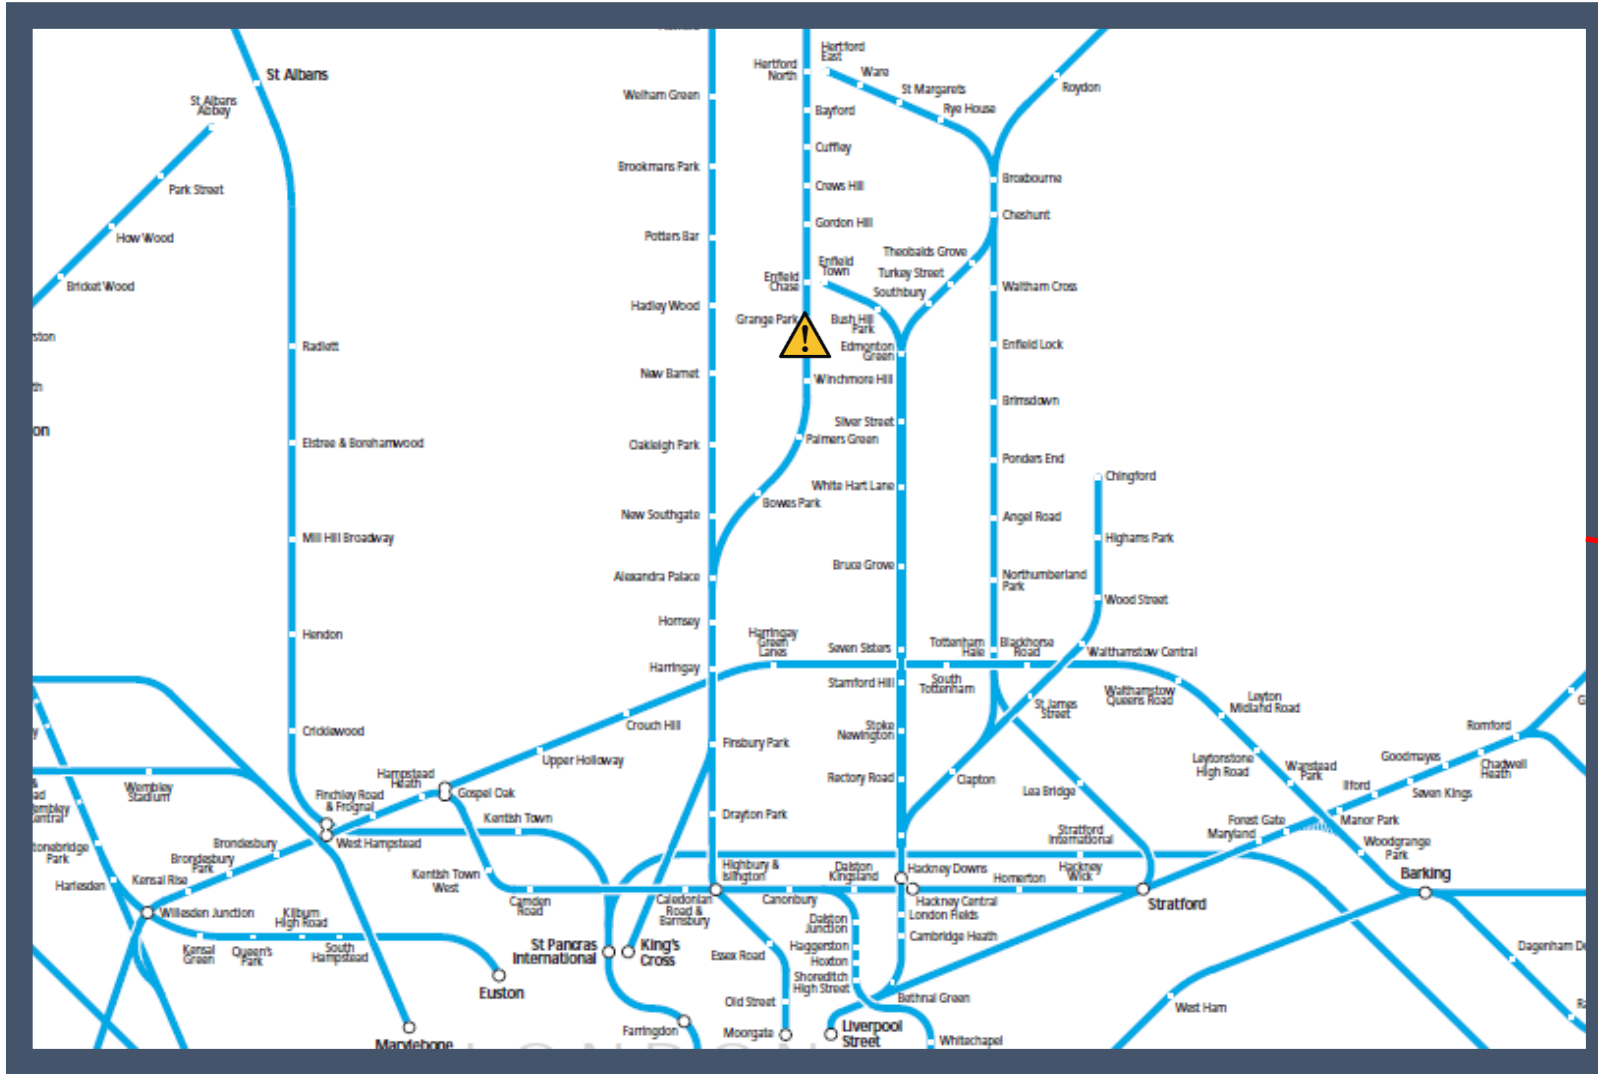 St Albans
St Albans
Abbey
Park Street
How Wood
Bricket Wood
ston
th
on
Radlett
Elstree & Borehamwood
Mill Hill Broadway
Hendon
Cricklewood
Welham Green
Brookmans Park
Potters Bar
Hadley Wood
New Barnet
Oakleigh Park
New Southgate
Alexandra Palace
Hornsey
Harringay
Finsbury Park
Drayton Park
Highbury &
Islington
Hertford
North
Bayford
Cuffley
Crews Hill
Gordon Hill
Enfield
Chase
Grange Park
!
Winchmore Hill
Palmers Green
Bowes Park
Hertford
East
Ware
St Margarets
Rye House
Roydon
Broxbourne
Cheshunt
Theobalds Grove
Turkey Street
Southbury
Enfield
Town
Bush Hill
Park
Edmonton
Green
Silver Street
White Hart Lane
Bruce Grove
Seven Sisters
Stamford Hill
Stoke
Newington
Rectory Road
Waltham Cross
Enfield Lock
Brimsdown
Ponders End
Angel Road
Northumberland
Park
Tottenham
Hale
Blackhorse
Road
South
Tottenham
Harringay
Green
Lanes
Crouch Hill
Upper Holloway
Chingford
Highams Park
Wood Street
Walthamstow Central
Walthamstow
Queens Road
St James
Street
Clapton
Lea Bridge
Leyton
Midland Road
Leytonstone
High Road
Wanstead
Park
Romford
Goodmayes
Chadwell
Heath
Ilford
Seven Kings
Manor Park
Forest Gate
Maryland
Woodgrange
Park
Barking
Stratford
International
Hackney
Wick
Homerton
Stratford
Hackney Downs
Hackney Central
London Fields
Cambridge Heath
Bethnal Green
Dalston
Kingsland
Canonbury
Dalston
Junction
Haggerston
Hoxton
Shoreditch
High Street
Whitechapel
Liverpool
Street
Moorgate
Old Street
Essex Road
Caledonian
Road &
Barnsbury
Camden
Road
Kentish Town
West
Kentish Town
Gospel Oak
Hampstead
Heath
Finchley Road
& Frognal
West Hampstead
Brondesbury
Brondesbury
Park
Kensal Rise
Willesden Junction
Harlesden
tonebridge
Park
embley
Central
Wembley
Stadium
Kensal
Green
Queen's
Park
Kilburn
High Road
South
Hampstead
Euston
Marylebone
St Pancras
International
King's
Cross
Farringdon
West Ham
Dagenham D
LONDON